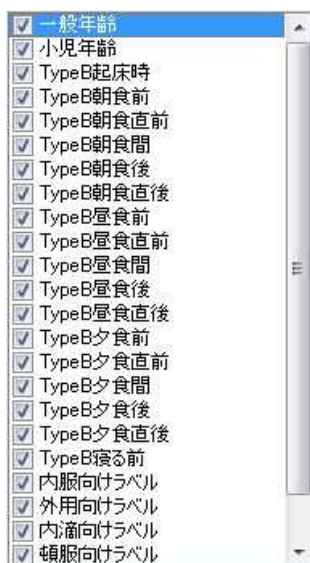 一般年齢
小児年齢
TypeB起床時
TypeB朝食前
TypeB朝食直前
TypeB朝食間
TypeB朝食後
TypeB朝食直後
TypeB昼食前
TypeB昼食直前
TypeB昼食間
TypeB昼食後
TypeB昼食直後
TypeB夕食前
TypeB夕食直前
TypeB夕食間
TypeB夕食後
TypeB夕食直後
TypeB寝る前
内服向けラベル
外用向けラベル
内滴向けラベル
頓服向けラベル